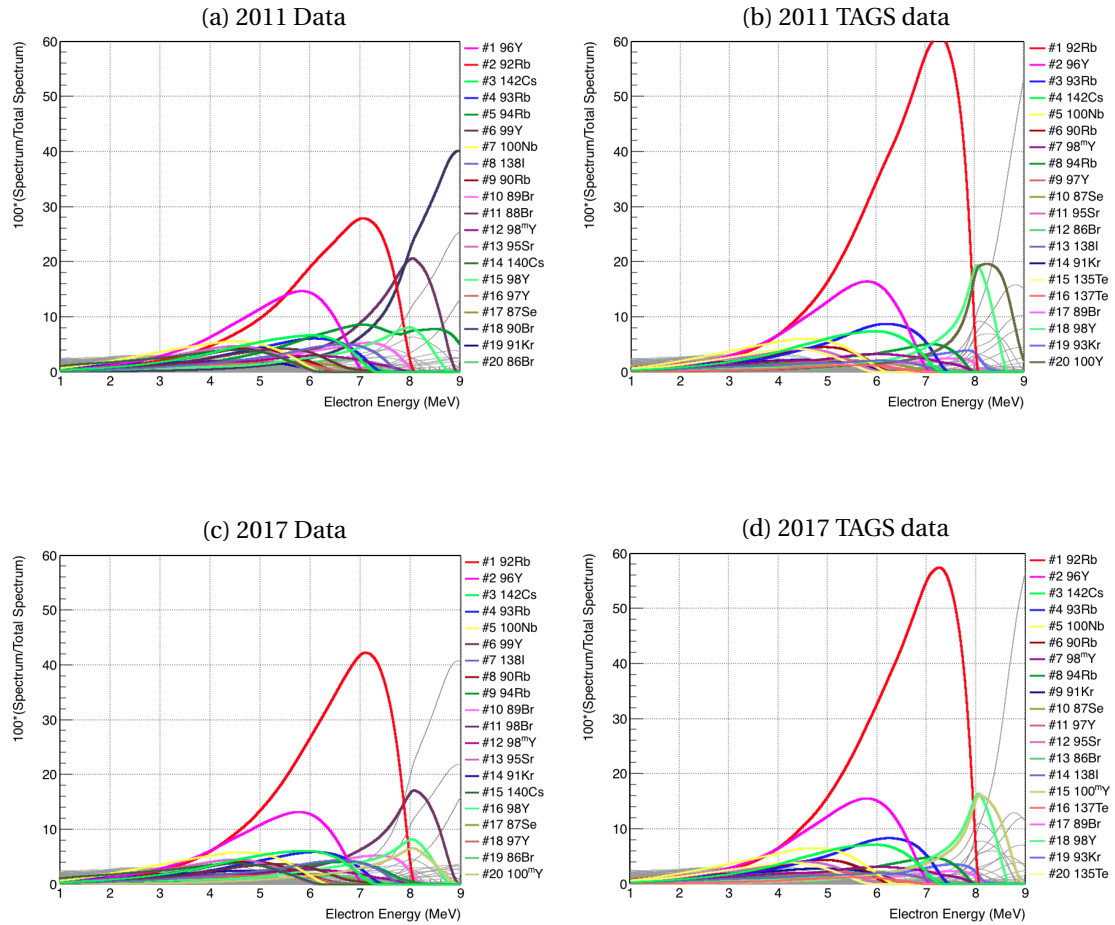 (a) 2011 Data
60
50
40
30
20
10
0
100*(Spectrum/Total Spectrum)
1 2 3 4 5 6 7 8 9
Electron Energy (MeV)
#1 96Y
#2 92Rb
#3 142Cs
#4 93Rb
#5 94Rb
#6 99Y
#7 100Nb
#8 138I
#9 90Rb
#10 89Br
#11 88Br
#12 98ᵐY
#13 95Sr
#14 140Cs
#15 98Y
#16 97Y
#17 87Se
#18 90Br
#19 91Kr
#20 86Br
(b) 2011 TAGS data
60
50
40
30
20
10
0
100*(Spectrum/Total Spectrum)
1 2 3 4 5 6 7 8 9
Electron Energy (MeV)
#1 92Rb
#2 96Y
#3 93Rb
#4 142Cs
#5 100Nb
#6 90Rb
#7 98ᵐY
#8 94Rb
#9 97Y
#10 87Se
#11 95Sr
#12 86Br
#13 138I
#14 91Kr
#15 135Te
#16 137Te
#17 89Br
#18 98Y
#19 93Kr
#20 100Y
(c) 2017 Data
60
50
40
30
20
10
0
100*(Spectrum/Total Spectrum)
1 2 3 4 5 6 7 8 9
Electron Energy (MeV)
#1 92Rb
#2 96Y
#3 142Cs
#4 93Rb
#5 100Nb
#6 99Y
#7 138I
#8 90Rb
#9 94Rb
#10 89Br
#11 98Br
#12 98ᵐY
#13 95Sr
#14 91Kr
#15 140Cs
#16 98Y
#17 87Se
#18 97Y
#19 86Br
#20 100ᵐY
(d) 2017 TAGS data
60
50
40
30
20
10
0
100*(Spectrum/Total Spectrum)
1 2 3 4 5 6 7 8 9
Electron Energy (MeV)
#1 92Rb
#2 96Y
#3 142Cs
#4 93Rb
#5 100Nb
#6 90Rb
#7 98ᵐY
#8 94Rb
#9 91Kr
#10 87Se
#11 97Y
#12 95Sr
#13 86Br
#14 138I
#15 100ᵐY
#16 137Te
#17 89Br
#18 98Y
#19 93Kr
#20 135Te